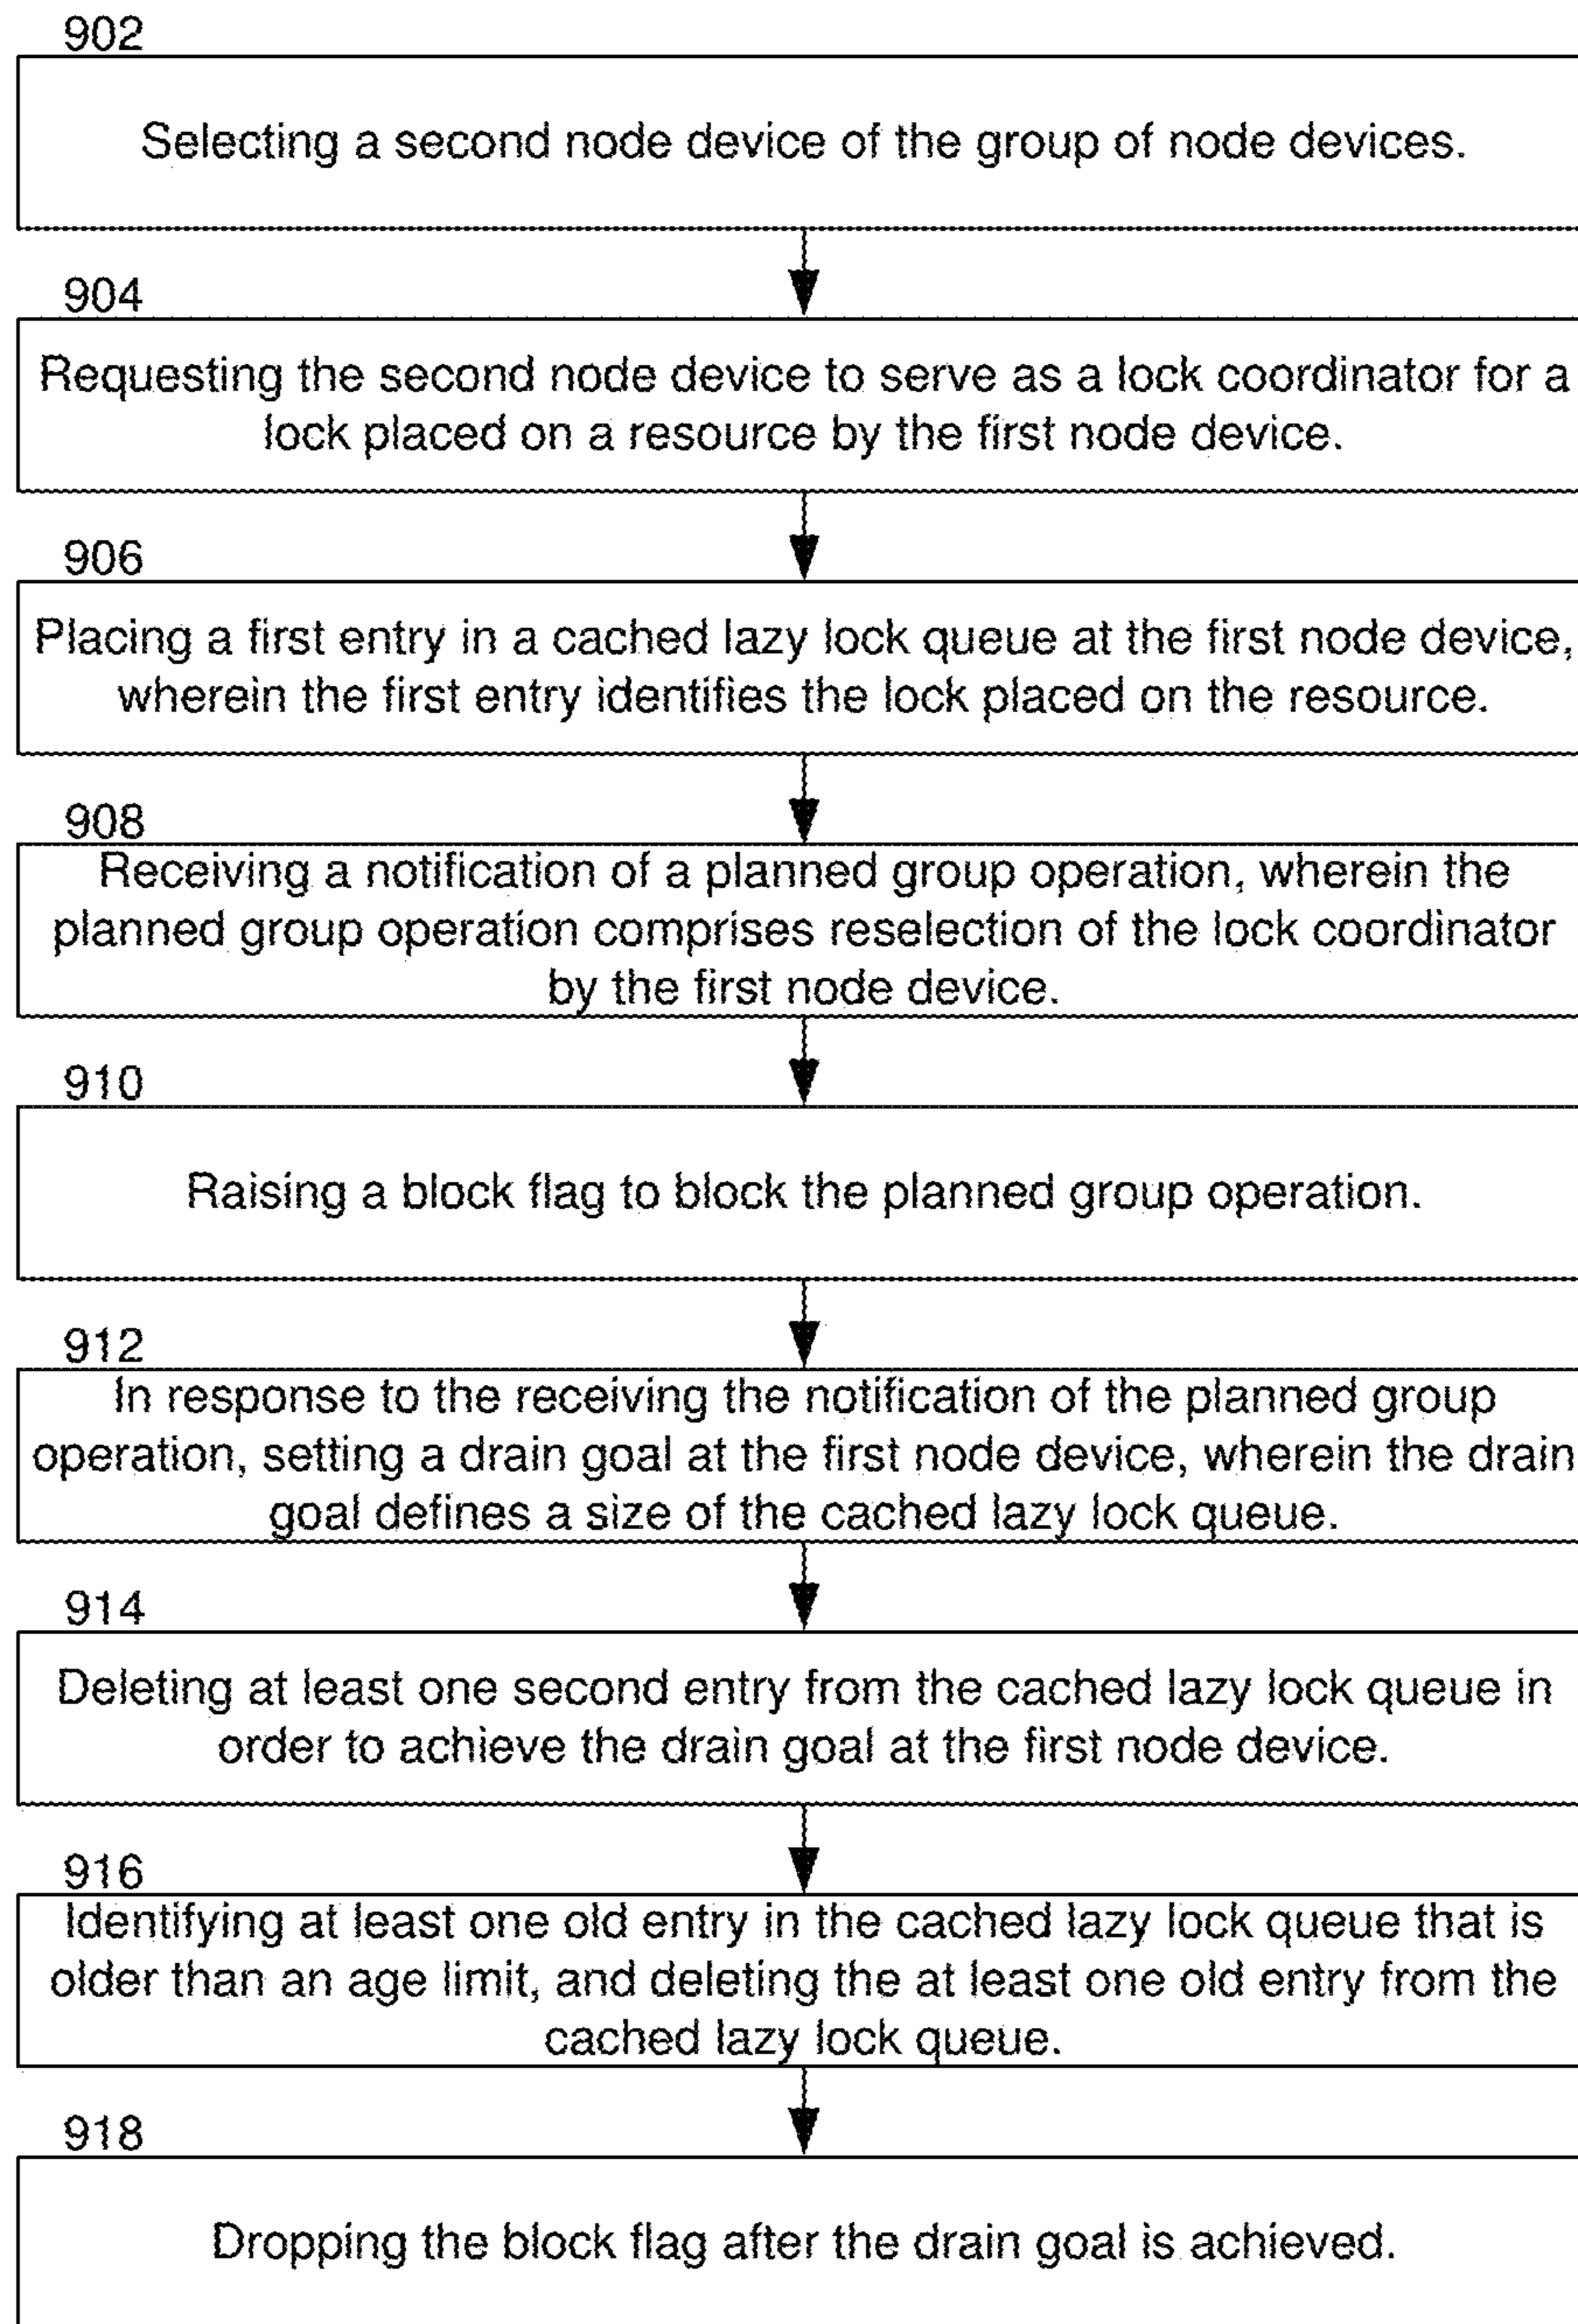 902
Selecting a second node device of the group of node devices.
904
Requesting the second node device to serve as a lock coordinator for a
lock placed on a resource by the first node device.
906
Placing a first entry in a cached lazy lock queue at the first node device,
wherein the first entry identifies the lock placed on the resource.
908
Receiving a notification of a planned group operation, wherein the
planned group operation comprises reselection of the lock coordinator
by the first node device.
910
Raising a block flag to block the planned group operation.
912
In response to the receiving the notification of the planned group
operation, setting a drain goal at the first node device, wherein the drain
goal defines a size of the cached lazy lock queue.
914
Deleting at least one second entry from the cached lazy lock queue in
order to achieve the drain goal at the first node device.
916
Identifying at least one old entry in the cached lazy lock queue that is
older than an age limit, and deleting the at least one old entry from the
cached lazy lock queue.
918
Dropping the block flag after the drain goal is achieved.